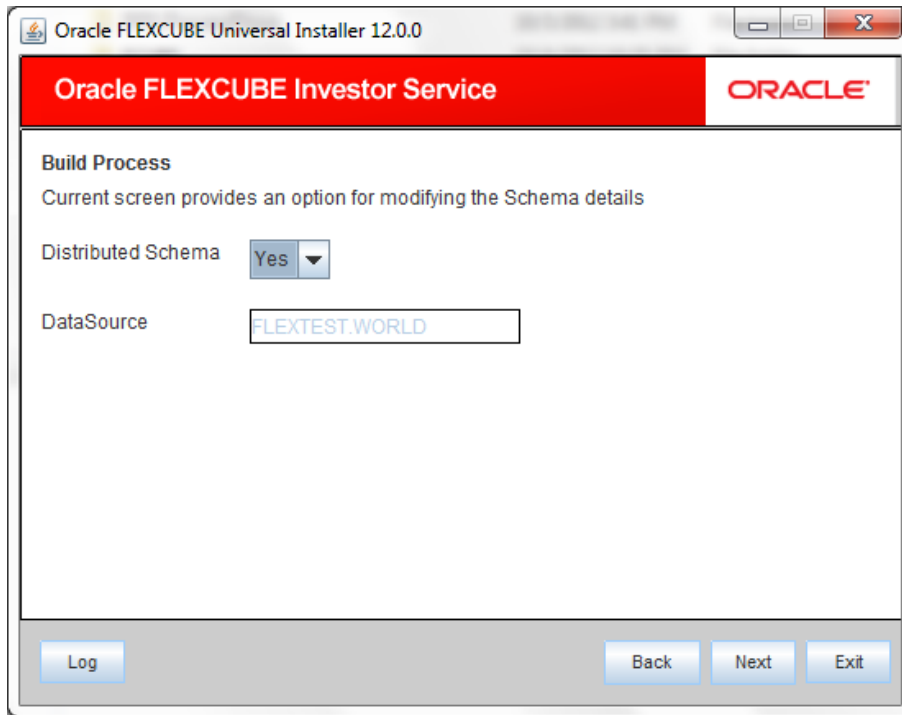 Oracle FLEXCUBE Universal Installer 12.0.0
Oracle FLEXCUBE Investor Service
ORACLE
Build Process
Current screen provides an option for modifying the Schema details
Distributed Schema Yes
DataSource FLEXTEST.WORLD
Log Back Next Exit